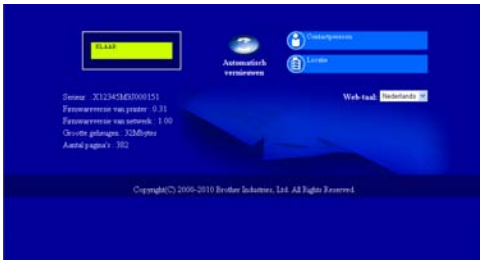 KLAAR
Automatisch
vernieuwen
Contactpersoon
Locatie
Serienr. :X12345M3J000151
Firmwareversie van printer :0.31
Firmwareversie van netwerk : 1.00
Grootte geheugen : 32Mbytes
Aantal pagina's : 382
Web-taal: Nederlands
Copyright(C) 2000-2010 Brother Industries, Ltd. All Rights Reserved.